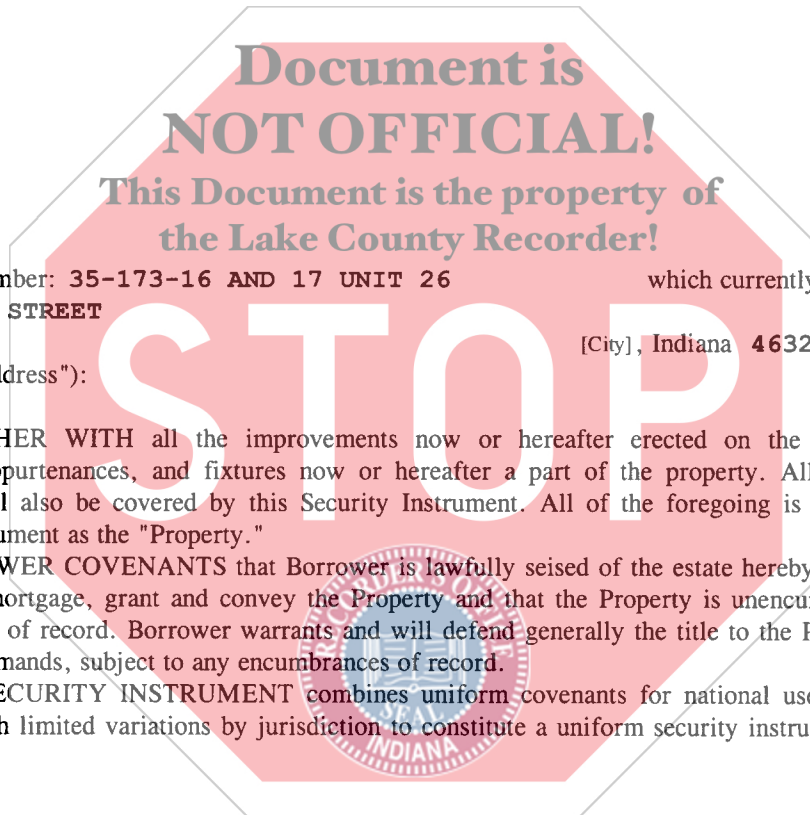 Document is
NOT OFFICIAL!
This Document is the property of
the Lake County Recorder!
mber: 35-173-16 AND 17 UNIT 26 which currently
STREET
[City], Indiana 4632
ldress"):
HER WITH all the improvements now or hereafter erected on the
ppurtenances, and fixtures now or hereafter a part of the property. All
l also be covered by this Security Instrument. All of the foregoing is
ument as the "Property."
WER COVENANTS that Borrower is lawfully seised of the estate hereby
nortgage, grant and convey the Property and that the Property is unencu
of record. Borrower warrants and will defend generally the title to the P
mands, subject to any encumbrances of record.
ECURITY INSTRUMENT combines uniform covenants for national use
h limited variations by jurisdiction to constitute a uniform security instru
STOP
RECORDER'S OFFICE
SEAL
INDIANA